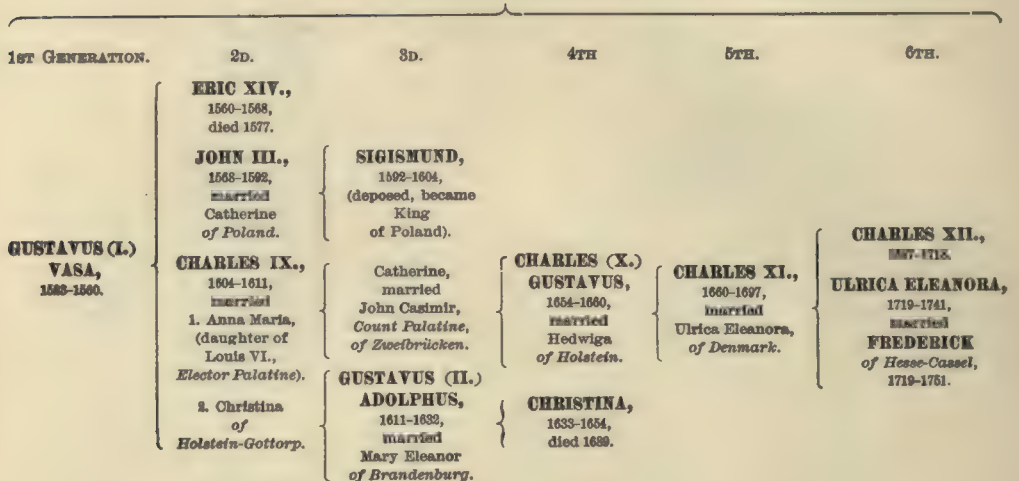 1ST GENERATION.
2D.
3D.
4TH
5TH.
6TH.
GUSTAVUS (I.)
VASA,
ERIC XIV.,
1560–1568,
died 1577.
JOHN III.,
1568–1592,
married
Catherine
of Poland.
CHARLES IX.,
1604–1611,
married
1. Anna Maria,
(daughter of
Louis VI.,
Elector Palatine).
2. Christina
of
Holstein-Gottorp.
SIGISMUND,
1592–1604,
(deposed, became
King
of Poland).
Catherine,
married
John Casimir,
Count Palatine,
of Zweibrücken.
GUSTAVUS (II.)
ADOLPHUS,
1611–1632,
married
Mary Eleanor
of Brandenburg.
CHARLES (X.)
GUSTAVUS,
1654–1660,
married
Hedwiga
of Holstein.
CHRISTINA,
1633–1654,
died 1689.
CHARLES XI.,
1660–1697,
married
Ulrica Eleanora,
of Denmark.
CHARLES XII.,
ULRICA ELEANORA,
1719–1741,
married
FREDERICK
of Hesse-Cassel,
1719–1751.